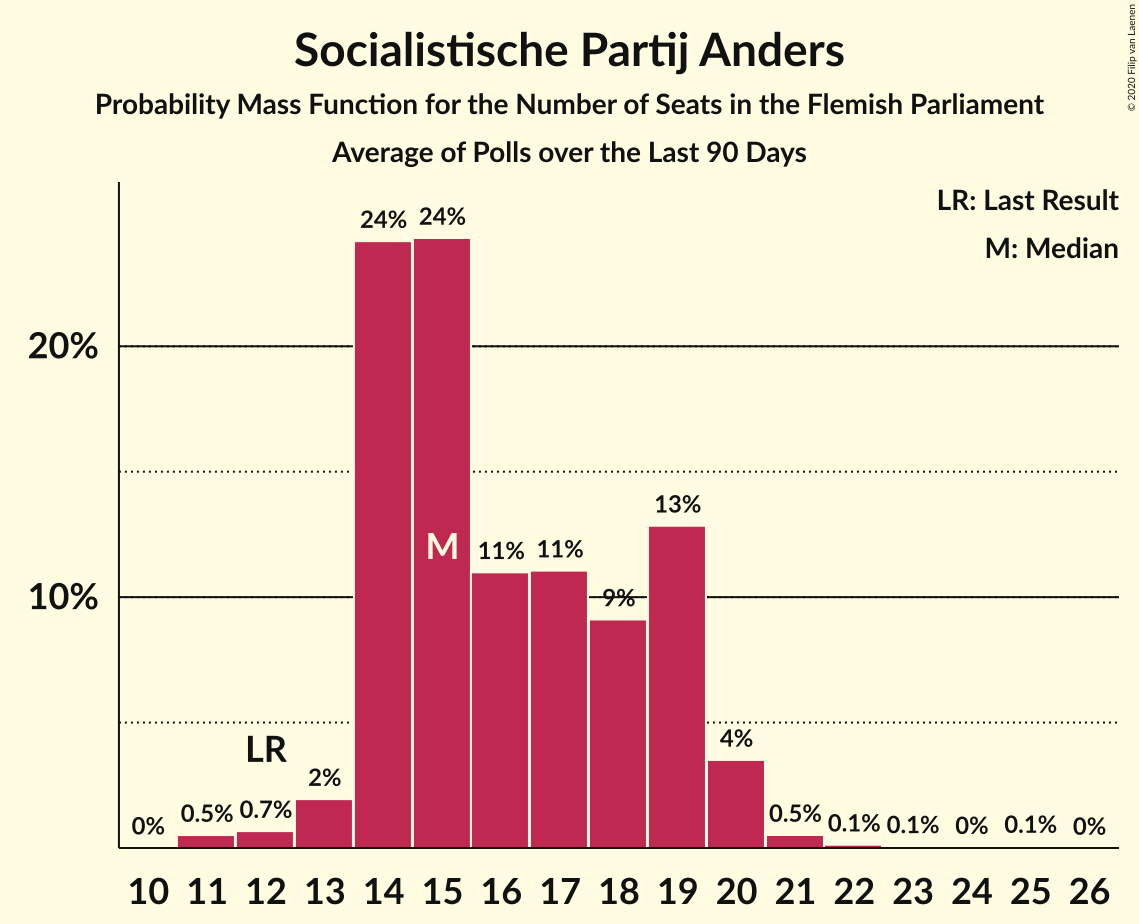 Socialistische Partij Anders
Probability Mass Function for the Number of Seats in the Flemish Parliament
Average of Polls over the Last 90 Days
© 2020 Filip van Laenen
LR: Last Result
M: Median
24% 24%
20%
13%
M 11% 11%
10% 9%
LR 4%
2%
0% 0.5% 0.7% 0.5% 0.1% 0.1% 0% 0.1% 0%
10 11 12 13 14 15 16 17 18 19 20 21 22 23 24 25 26